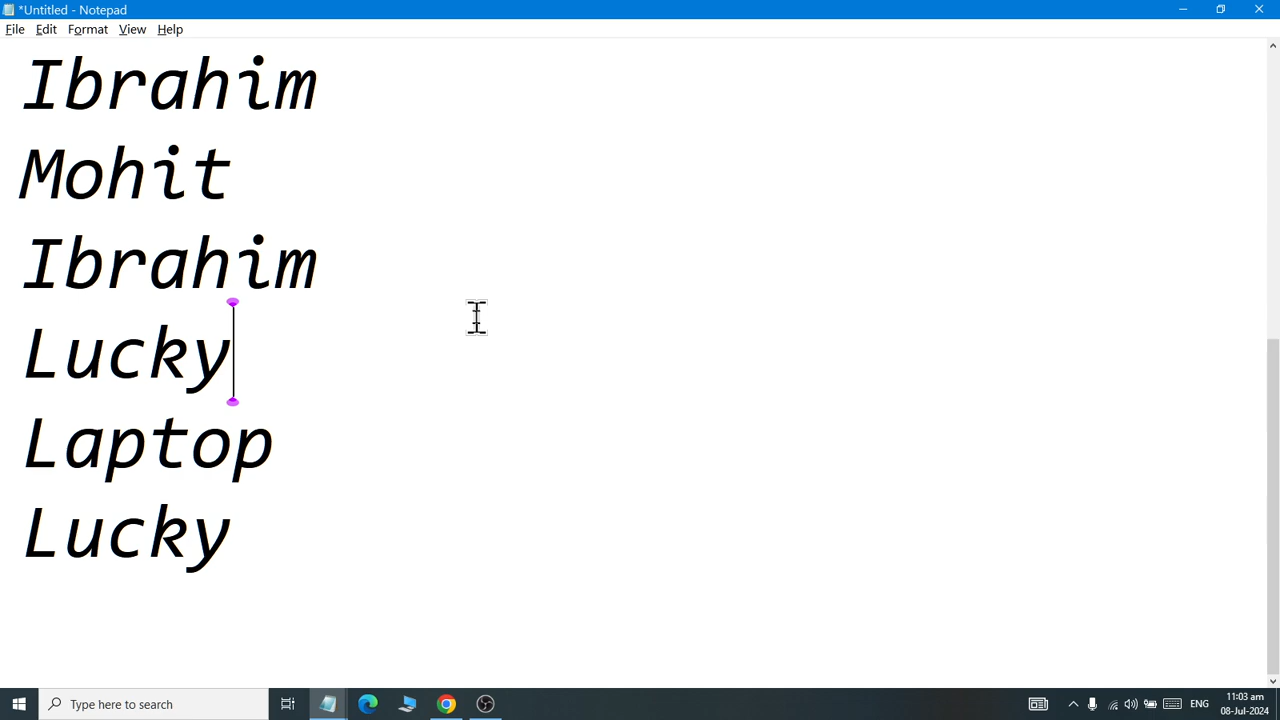 *Untitled - Notepad
File Edit Format View Help
Ibrahim
Mohit
Ibrahim
Lucky
Laptop
Lucky
Type here to search
ENG
11:03 am
08-Jul-2024